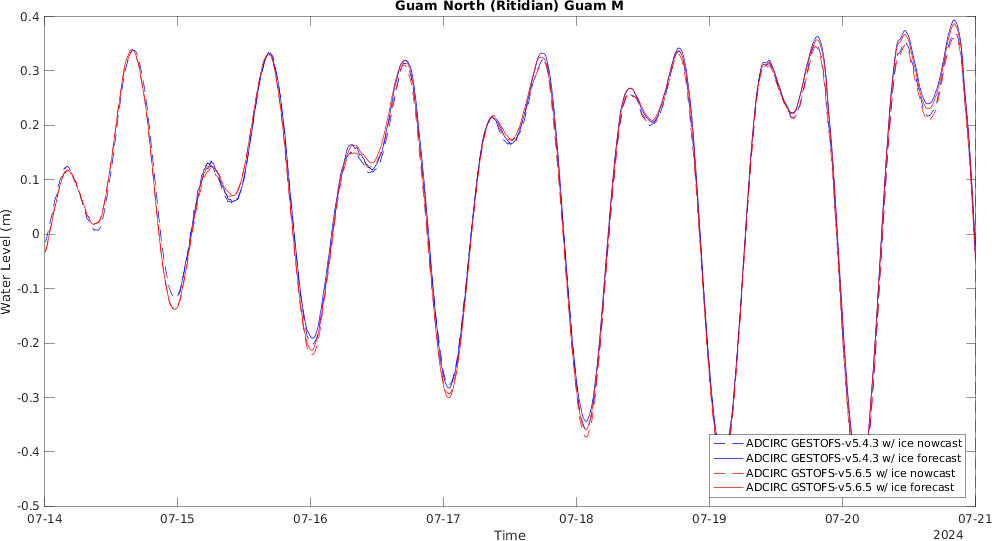 Guam North (Ritidian) Guam M
0.4
0.3
0.2
0.1
0
-0.1
-0.2
-0.3
-0.4
-0.5
Water Level (m)
ADCIRC GESTOFS-v5.4.3 w/ ice nowcast
ADCIRC GESTOFS-v5.4.3 w/ ice forecast
ADCIRC GSTOFS-v5.6.5 w/ ice nowcast
ADCIRC GSTOFS-v5.6.5 w/ ice forecast
07-14 07-15 07-16 07-17 07-18 07-19 07-20 07-21
Time
2024